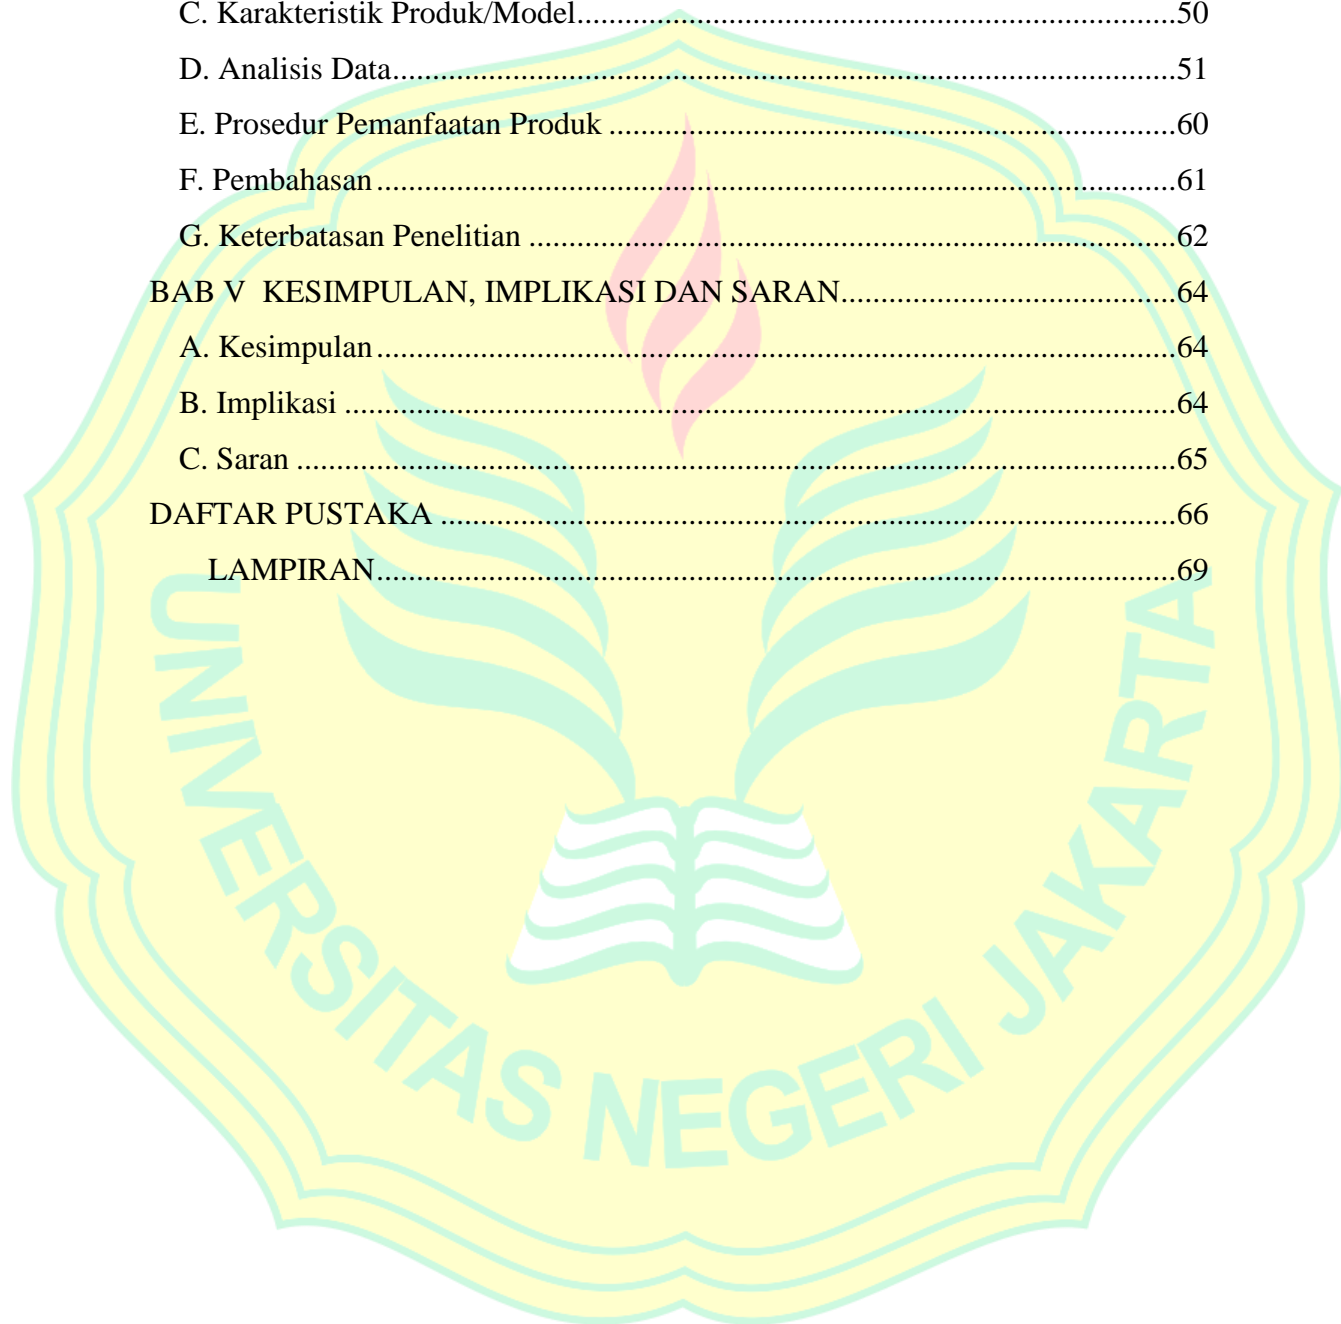 C. Karakteristik Produk/Model...........................................................................50
D. Analisis Data..................................................................................................51
E. Prosedur Pemanfaatan Produk .......................................................................60
F. Pembahasan....................................................................................................61
G. Keterbatasan Penelitian .................................................................................62
BAB V  KESIMPULAN, IMPLIKASI DAN SARAN..........................................64
A. Kesimpulan....................................................................................................64
B. Implikasi ........................................................................................................64
C. Saran ..............................................................................................................65
DAFTAR PUSTAKA ............................................................................................66
LAMPIRAN....................................................................................................69
UNIVERSITAS NEGERI JAKARTA